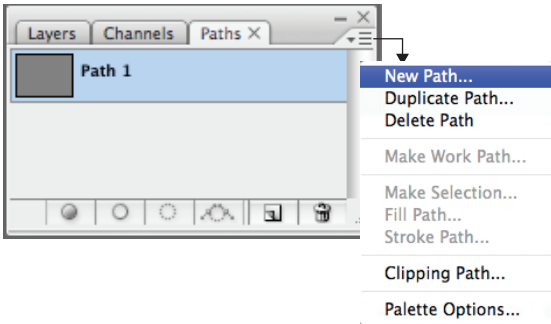 Layers Channels Paths
Path 1
New Path...
Duplicate Path...
Delete Path
Make Work Path...
Make Selection...
Fill Path...
Stroke Path...
Clipping Path...
Palette Options...